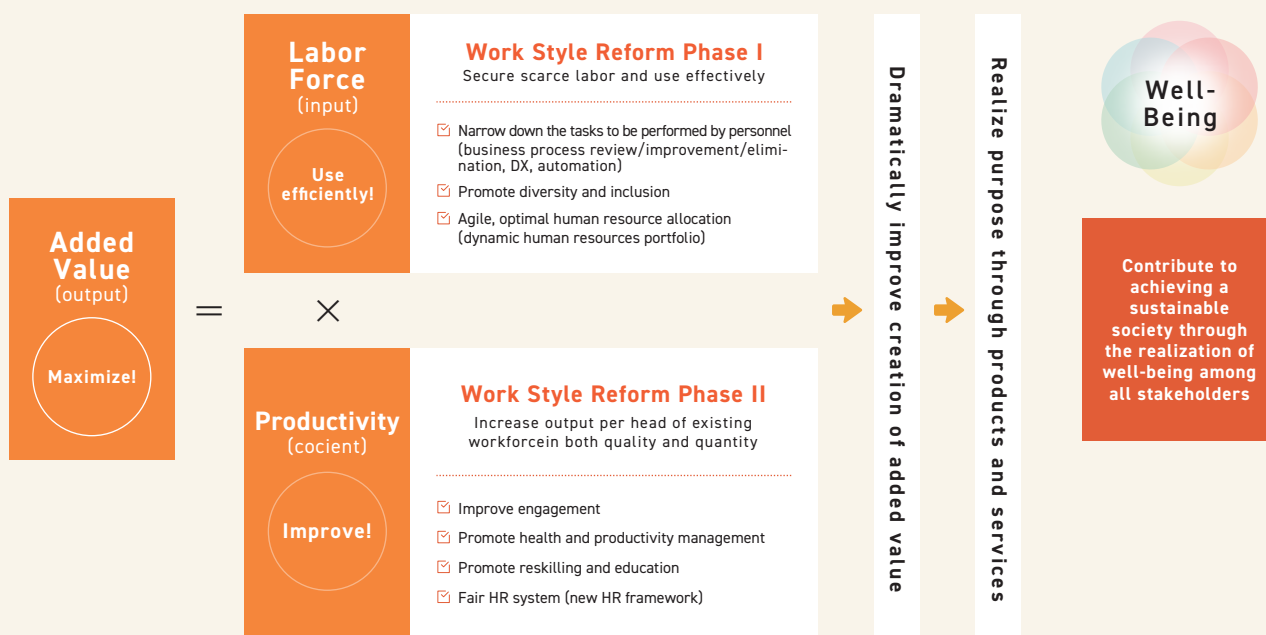 Added
Value
(output)
Maximize!
=
Labor
Force
(input)
Use
efficiently!
Work Style Reform Phase I
Secure scarce labor and use effectively
Narrow down the tasks to be performed by personnel
(business process review/improvement/elimi-
nation, DX, automation)
Promote diversity and inclusion
Agile, optimal human resource allocation
(dynamic human resources portfolio)
×
Productivity
(cocient)
Improve!
Work Style Reform Phase II
Increase output per head of existing
workforcein both quality and quantity
Improve engagement
Promote health and productivity management
Promote reskilling and education
Fair HR system (new HR framework)
Dramatically improve creation of added value
Realize purpose through products and services
Well-
Being
Contribute to
achieving a
sustainable
society through
the realization of
well-being among
all stakeholders